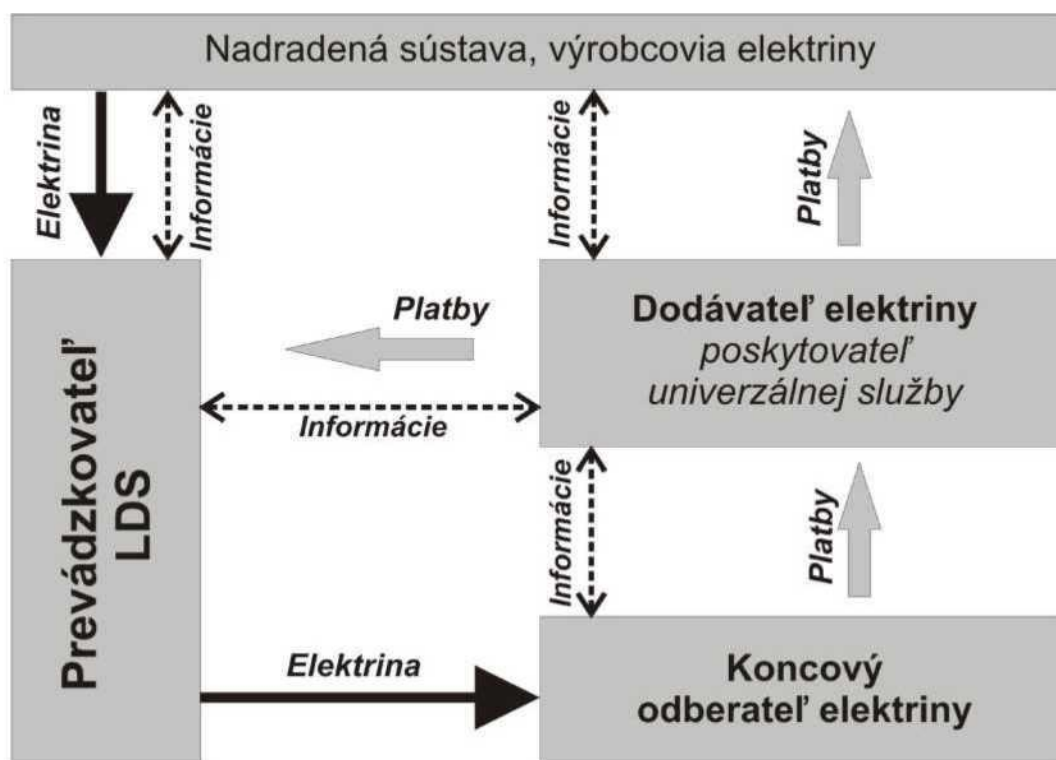 Nadradená sústava, výrobcovia elektriny
Elektrina
Informácie
Informácie
Platby
Prevádzkovateľ
LDS
Platby
Informácie
Dodávateľ elektriny
poskytovateľ
univerzálnej služby
Informácie
Platby
Elektrina
Koncový
odberateľ elektriny